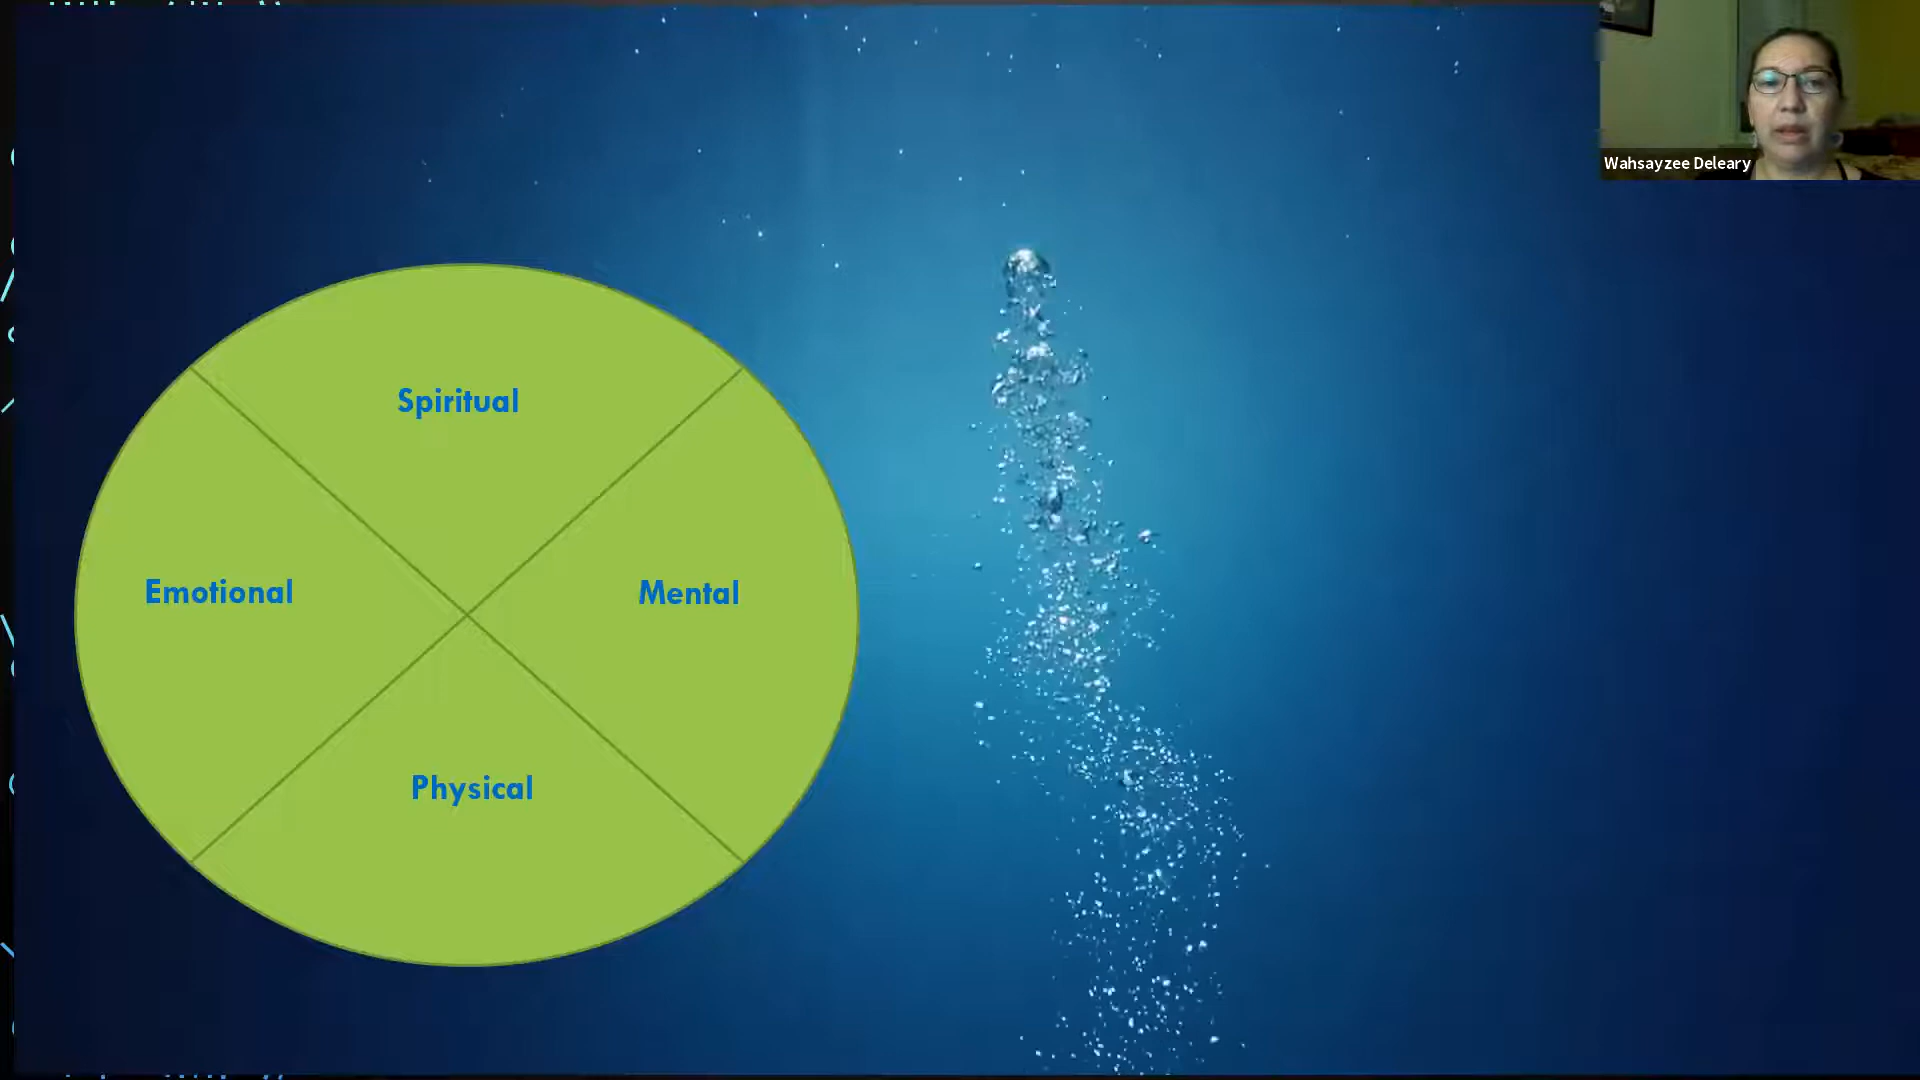 Wahsayzee Deleary
Spiritual
Emotional
Mental
Physical